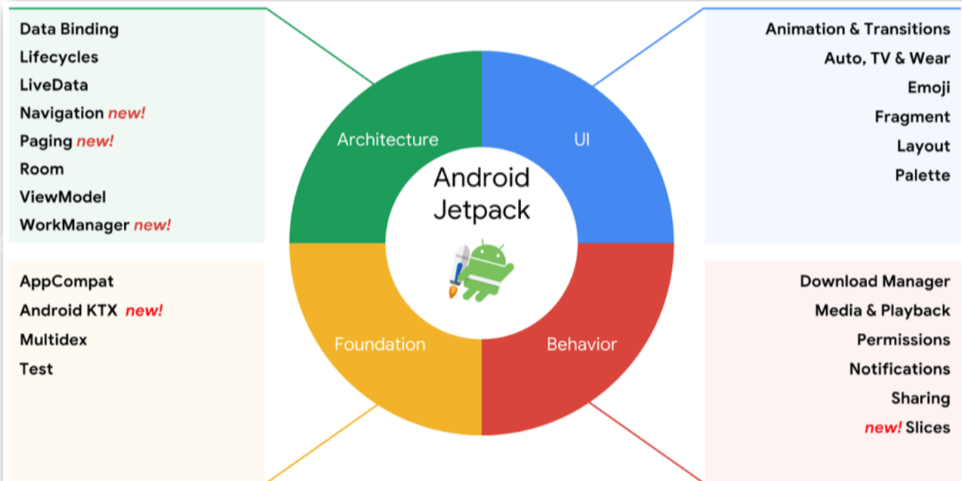 Data Binding
Lifecycles
LiveData
Navigation new!
Paging new!
Room
ViewModel
WorkManager new!
AppCompat
Android KTX new!
Multidex
Test
Architecture
UI
Android
Jetpack
Foundation
Behavior
Animation & Transitions
Auto, TV & Wear
Emoji
Fragment
Layout
Palette
Download Manager
Media & Playback
Permissions
Notifications
Sharing
new! Slices